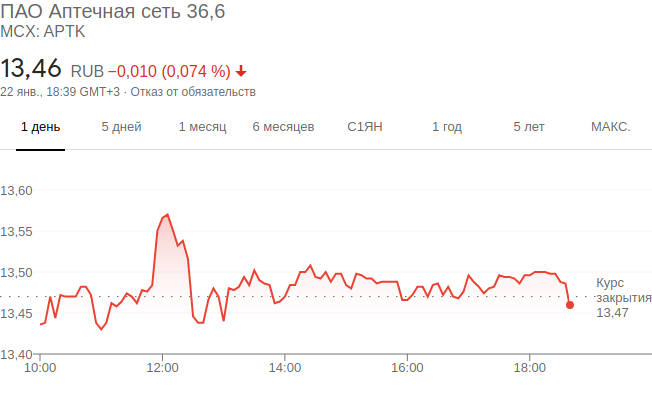 ПАО Аптечная сеть 36,6
MCX: APTK
13,46 RUB −0,010 (0,074 %) ↓
22 янв., 18:39 GMT+3 · Отказ от обязательств
1 день 5 дней 1 месяц 6 месяцев С1ЯН 1 год 5 лет МАКС.
13,60
13,55
13,50
Курс
закрытия
13,47
13,45
13,40
10:00 12:00 14:00 16:00 18:00